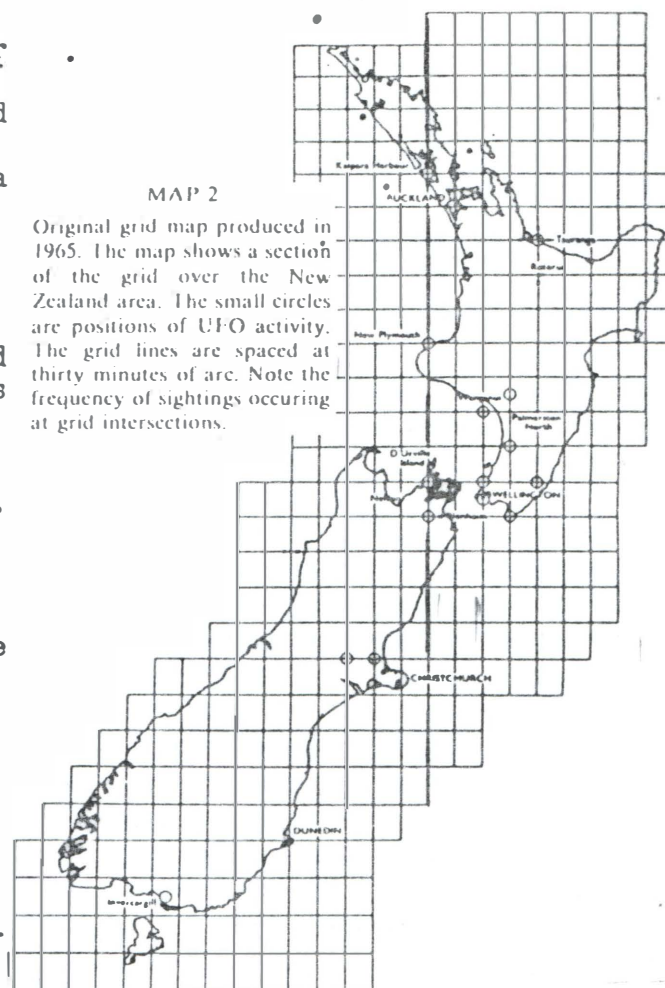 MAP 2
Original grid map produced in
1965. The map shows a section
of the grid over the New
Zealand area. The small circles
are positions of UFO activity.
The grid lines are spaced at
thirty minutes of arc. Note the
frequency of sightings occuring
at grid intersections.
Kaipara Harbour
AUCKLAND
Tauranga
New Plymouth
Palmerston
North
D'Urville
Island
WELLINGTON
CHRISTCHURCH
DUNEDIN
Invercargill